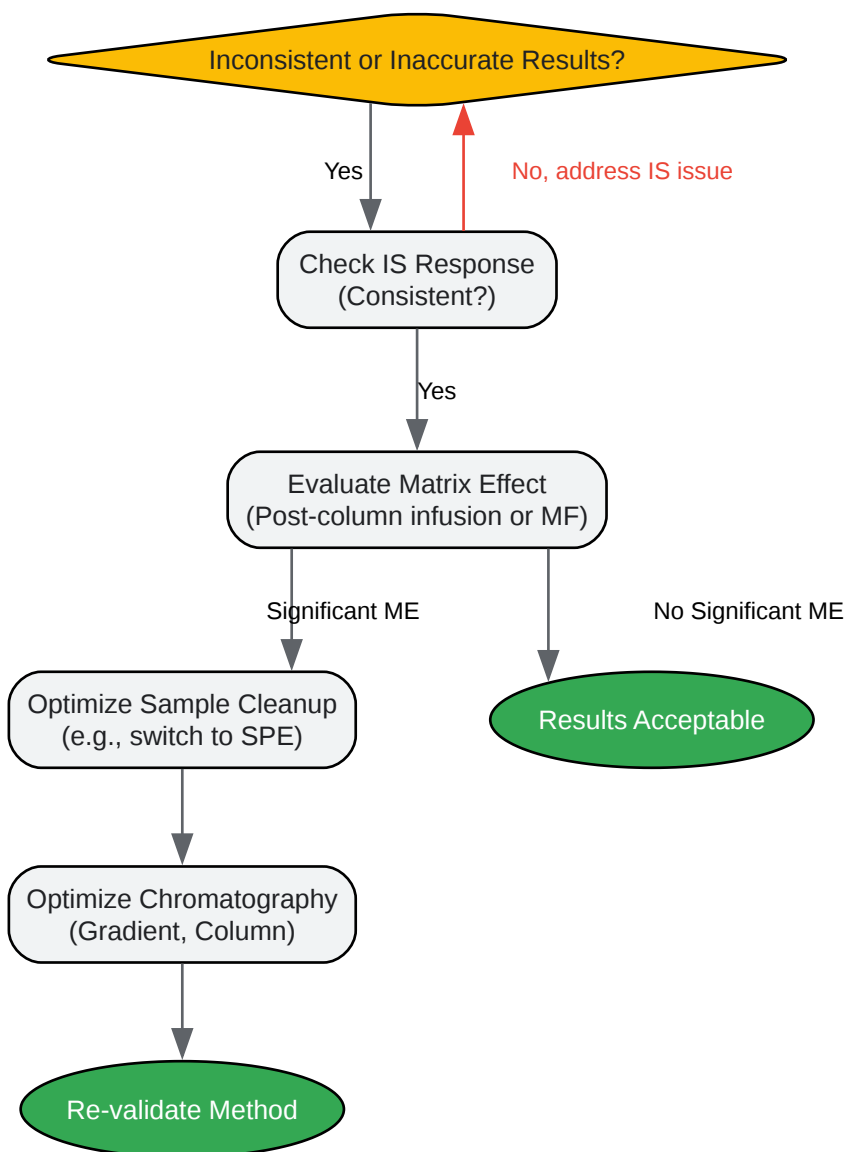 Inconsistent or Inaccurate Results?
Yes
No, address IS issue
Check IS Response
(Consistent?)
Yes
Evaluate Matrix Effect
(Post-column infusion or MF)
Significant ME
No Significant ME
Optimize Sample Cleanup
(e.g., switch to SPE)
Results Acceptable
Optimize Chromatography
(Gradient, Column)
Re-validate Method